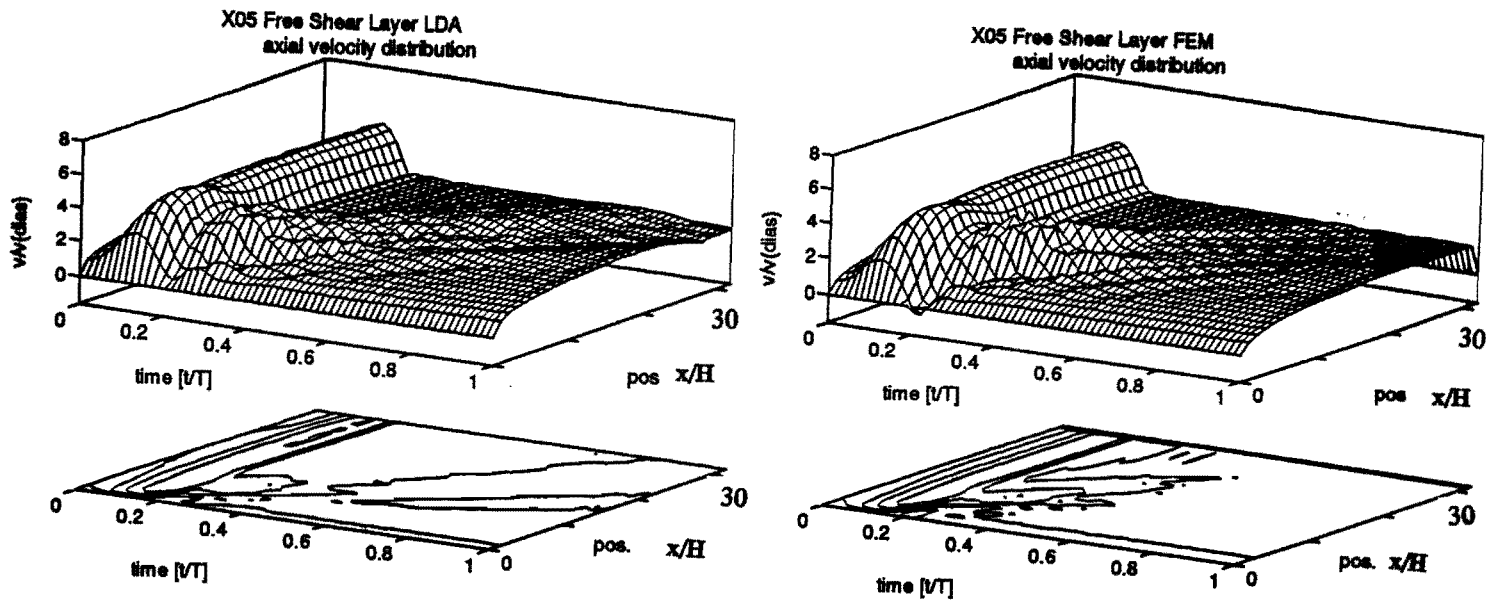 X05 Free Shear Layer LDA
axial velocity distribution
8
6
4
2
0
v/v(dias)
0
0.2
0.4
0.6
0.8
1
time [t/T]
30
pos x/H
0
0.2
0.4
0.6
0.8
1
time [t/T]
0
30
pos. x/H
X05 Free Shear Layer FEM
axial velocity distribution
8
6
4
2
0
v/v(dias)
0
0.2
0.4
0.6
0.8
1
time [t/T]
0
30
pos x/H
0
0.2
0.4
0.6
0.8
1
time [t/T]
0
30
pos. x/H